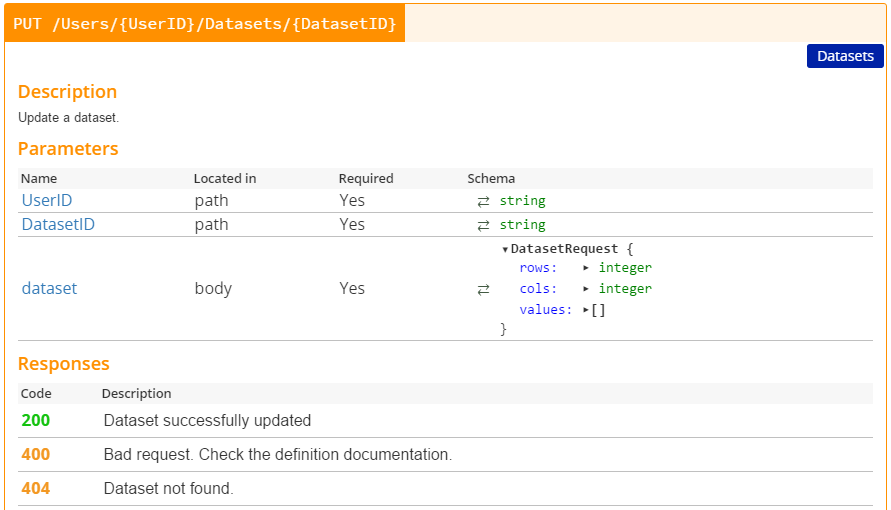 PUT /Users/{UserID}/Datasets/{DatasetID}
Datasets
Description
Update a dataset.
Parameters
Name Located in Required Schema
UserID path Yes ⇄ string
DatasetID path Yes ⇄ string
▾DatasetRequest {
rows: ▸ integer
dataset body Yes ⇄ cols: ▸ integer
values: ▸[]
}
Responses
Code Description
200 Dataset successfully updated
400 Bad request. Check the definition documentation.
404 Dataset not found.